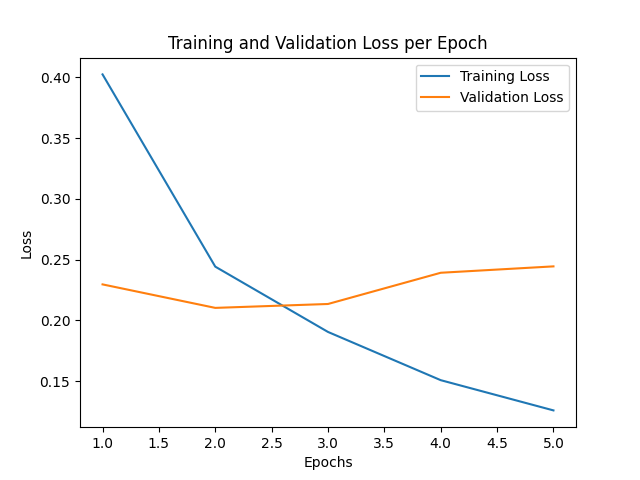 Training and Validation Loss per Epoch
Training Loss
Validation Loss
0.40
0.35
0.30
0.25
0.20
0.15
Loss
1.0 1.5 2.0 2.5 3.0 3.5 4.0 4.5 5.0
Epochs